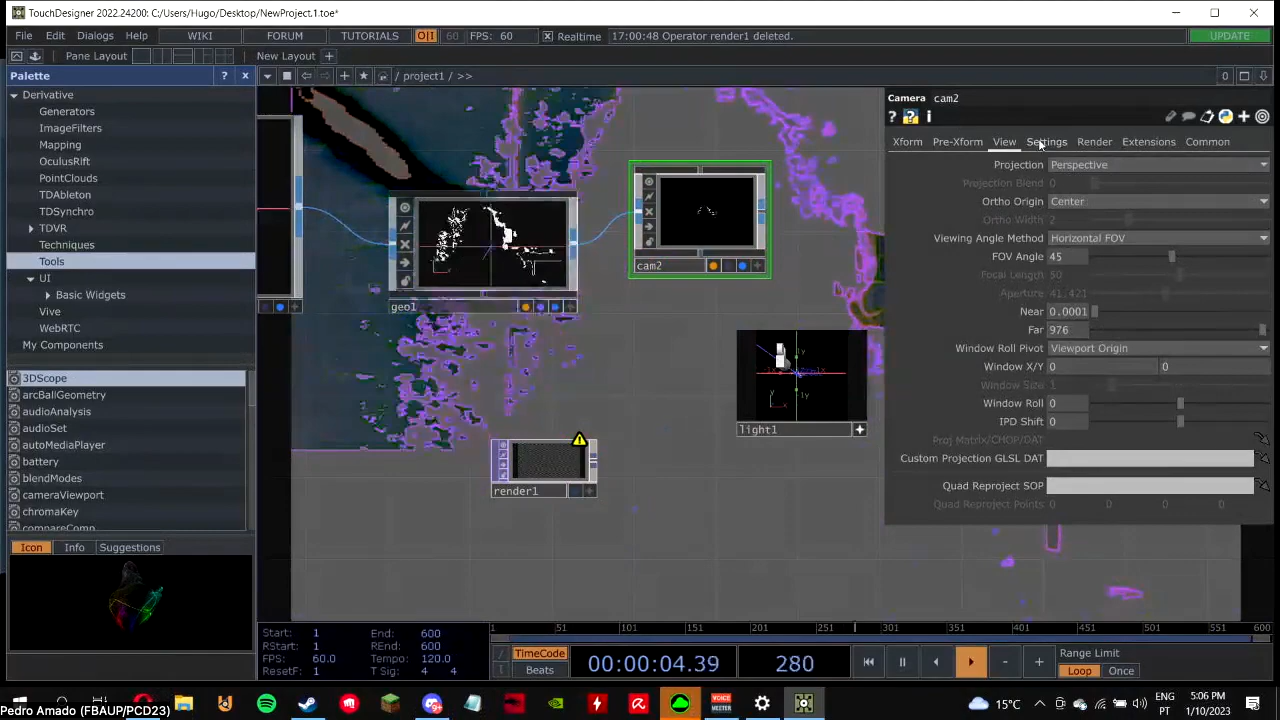 TouchDesigner 2022.24200: C:/Users/Hugo/Desktop/NewProject.1.toe*
File Edit Dialogs Help WIKI FORUM TUTORIALS O|I 60 FPS: 60 Realtime 17:00:48 Operator render1 deleted. UPDATE
Pane Layout New Layout
Palette ? x / project1 / >> 0
Derivative
Generators
ImageFilters
Mapping
OculusRift
PointClouds
TDAbleton
TDSynchro
TDVR
Techniques
Tools
UI
Basic Widgets
Vive
WebRTC
My Components
3DScope
arcBallGeometry
audioAnalysis
audioSet
autoMediaPlayer
battery
blendModes
cameraViewport
chromaKey
compareComp
Icon Info Suggestions
geo1
cam2
light1
render1
Camera cam2
Xform Pre-Xform View Settings Render Extensions Common
Projection Perspective
Projection Blend 0
Ortho Origin Center
Ortho Width 2
Viewing Angle Method Horizontal FOV
FOV Angle 45
Focal Length 50
Aperture 41.421
Near 0.0001
Far 976
Window Roll Pivot Viewport Origin
Window X/Y 0 0
Window Size 1
Window Roll 0
IPD Shift 0
Proj Matrix/CHOP/DAT
Custom Projection GLSL DAT
Quad Reproject SOP
Quad Reproject Points 0 0 0 0
Start: 1 End: 600
RStart: 1 REnd: 600
FPS: 60.0 Tempo: 120.0
ResetF: 1 T Sig: 4 4
1 51 101 151 201 251 301 351 401 451 501 551 600
TimeCode
Beats
00:00:04.39 280
Range Limit
Loop Once
Pedro Amado (FBAUP/PCD23)
VOICE MEETER
15°C
ENG
PT
5:06 PM
1/10/2023